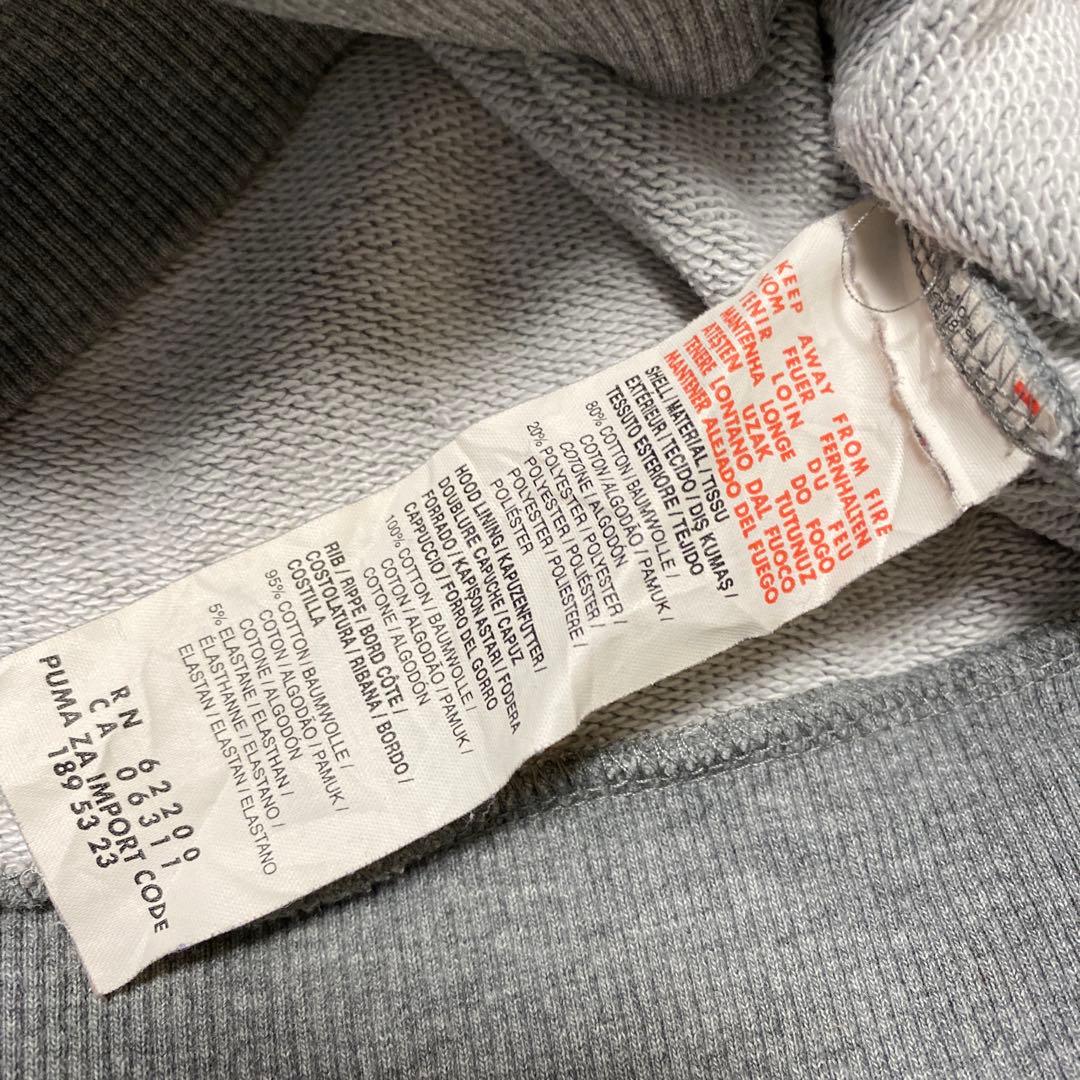 KEEP AWAY FROM FIRE
VOM FEUER FERNHALTEN
TENIR LOIN DU FEU
MANTENHA LONGE DO FOGO
ATEŞTEN UZAK TUTUNUZ
TENERE LONTANO DAL FUOCO
MANTENER ALEJADO DEL FUEGO
SHELL / MATERIAL / TISSU
EXTÉRIEUR / TECIDO / DIŞ KUMAŞ /
TESSUTO ESTERIORE / TEJIDO
80% COTTON / BAUMWOLLE /
COTON / ALGODÃO / PAMUK /
COTONE / ALGODÓN
20% POLYESTER / POLYESTER /
POLYESTER / POLIÉSTER /
POLYESTER / POLIESTERE /
POLIÉSTER
HOOD LINING / KAPUZENFUTTER /
DOUBLURE CAPUCHE / CAPUZ
FORRADO / KAPİSON ASTARI / FODERA
CAPPUCCIO / FORRO DEL GORRO
100% COTTON / BAUMWOLLE /
COTON / ALGODÃO / PAMUK /
COTONE / ALGODÓN
RIB / RIPPE / BORD CÔTE /
COSTOLATURA / RIBANA / BORDO /
COSTILLA
95% COTTON / BAUMWOLLE /
COTON / ALGODÃO / PAMUK /
COTONE / ALGODÓN
5% ELASTANE / ELASTHAN /
ELASTHANNE / ELASTANO /
ELASTAN / ELASTAN / ELASTANO
RN 62200
CA 06311
PUMA ZA IMPORT CODE
189 53 23